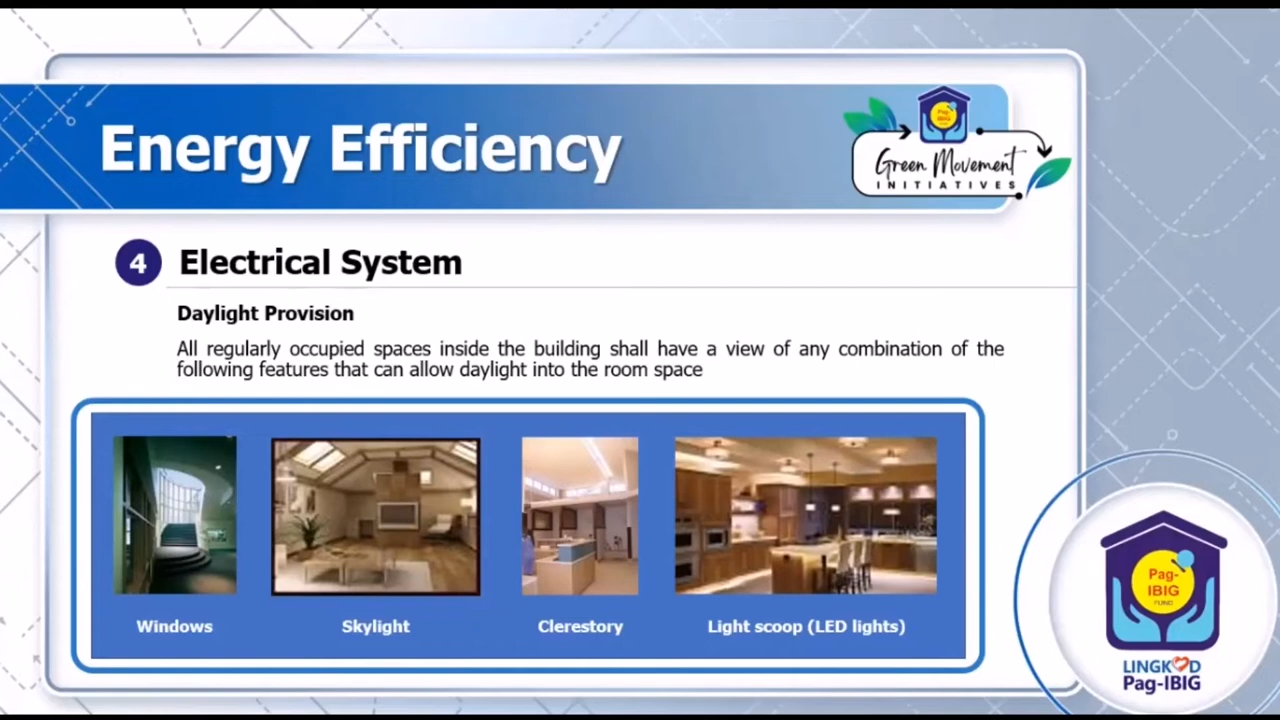 Energy Efficiency
Pag-
IBIG
Green Movement
INITIATIVES
4 Electrical System
Daylight Provision
All regularly occupied spaces inside the building shall have a view of any combination of the
following features that can allow daylight into the room space
Windows Skylight Clerestory Light scoop (LED lights)
Pag-
IBIG
FUND
LINGKOD
Pag-IBIG